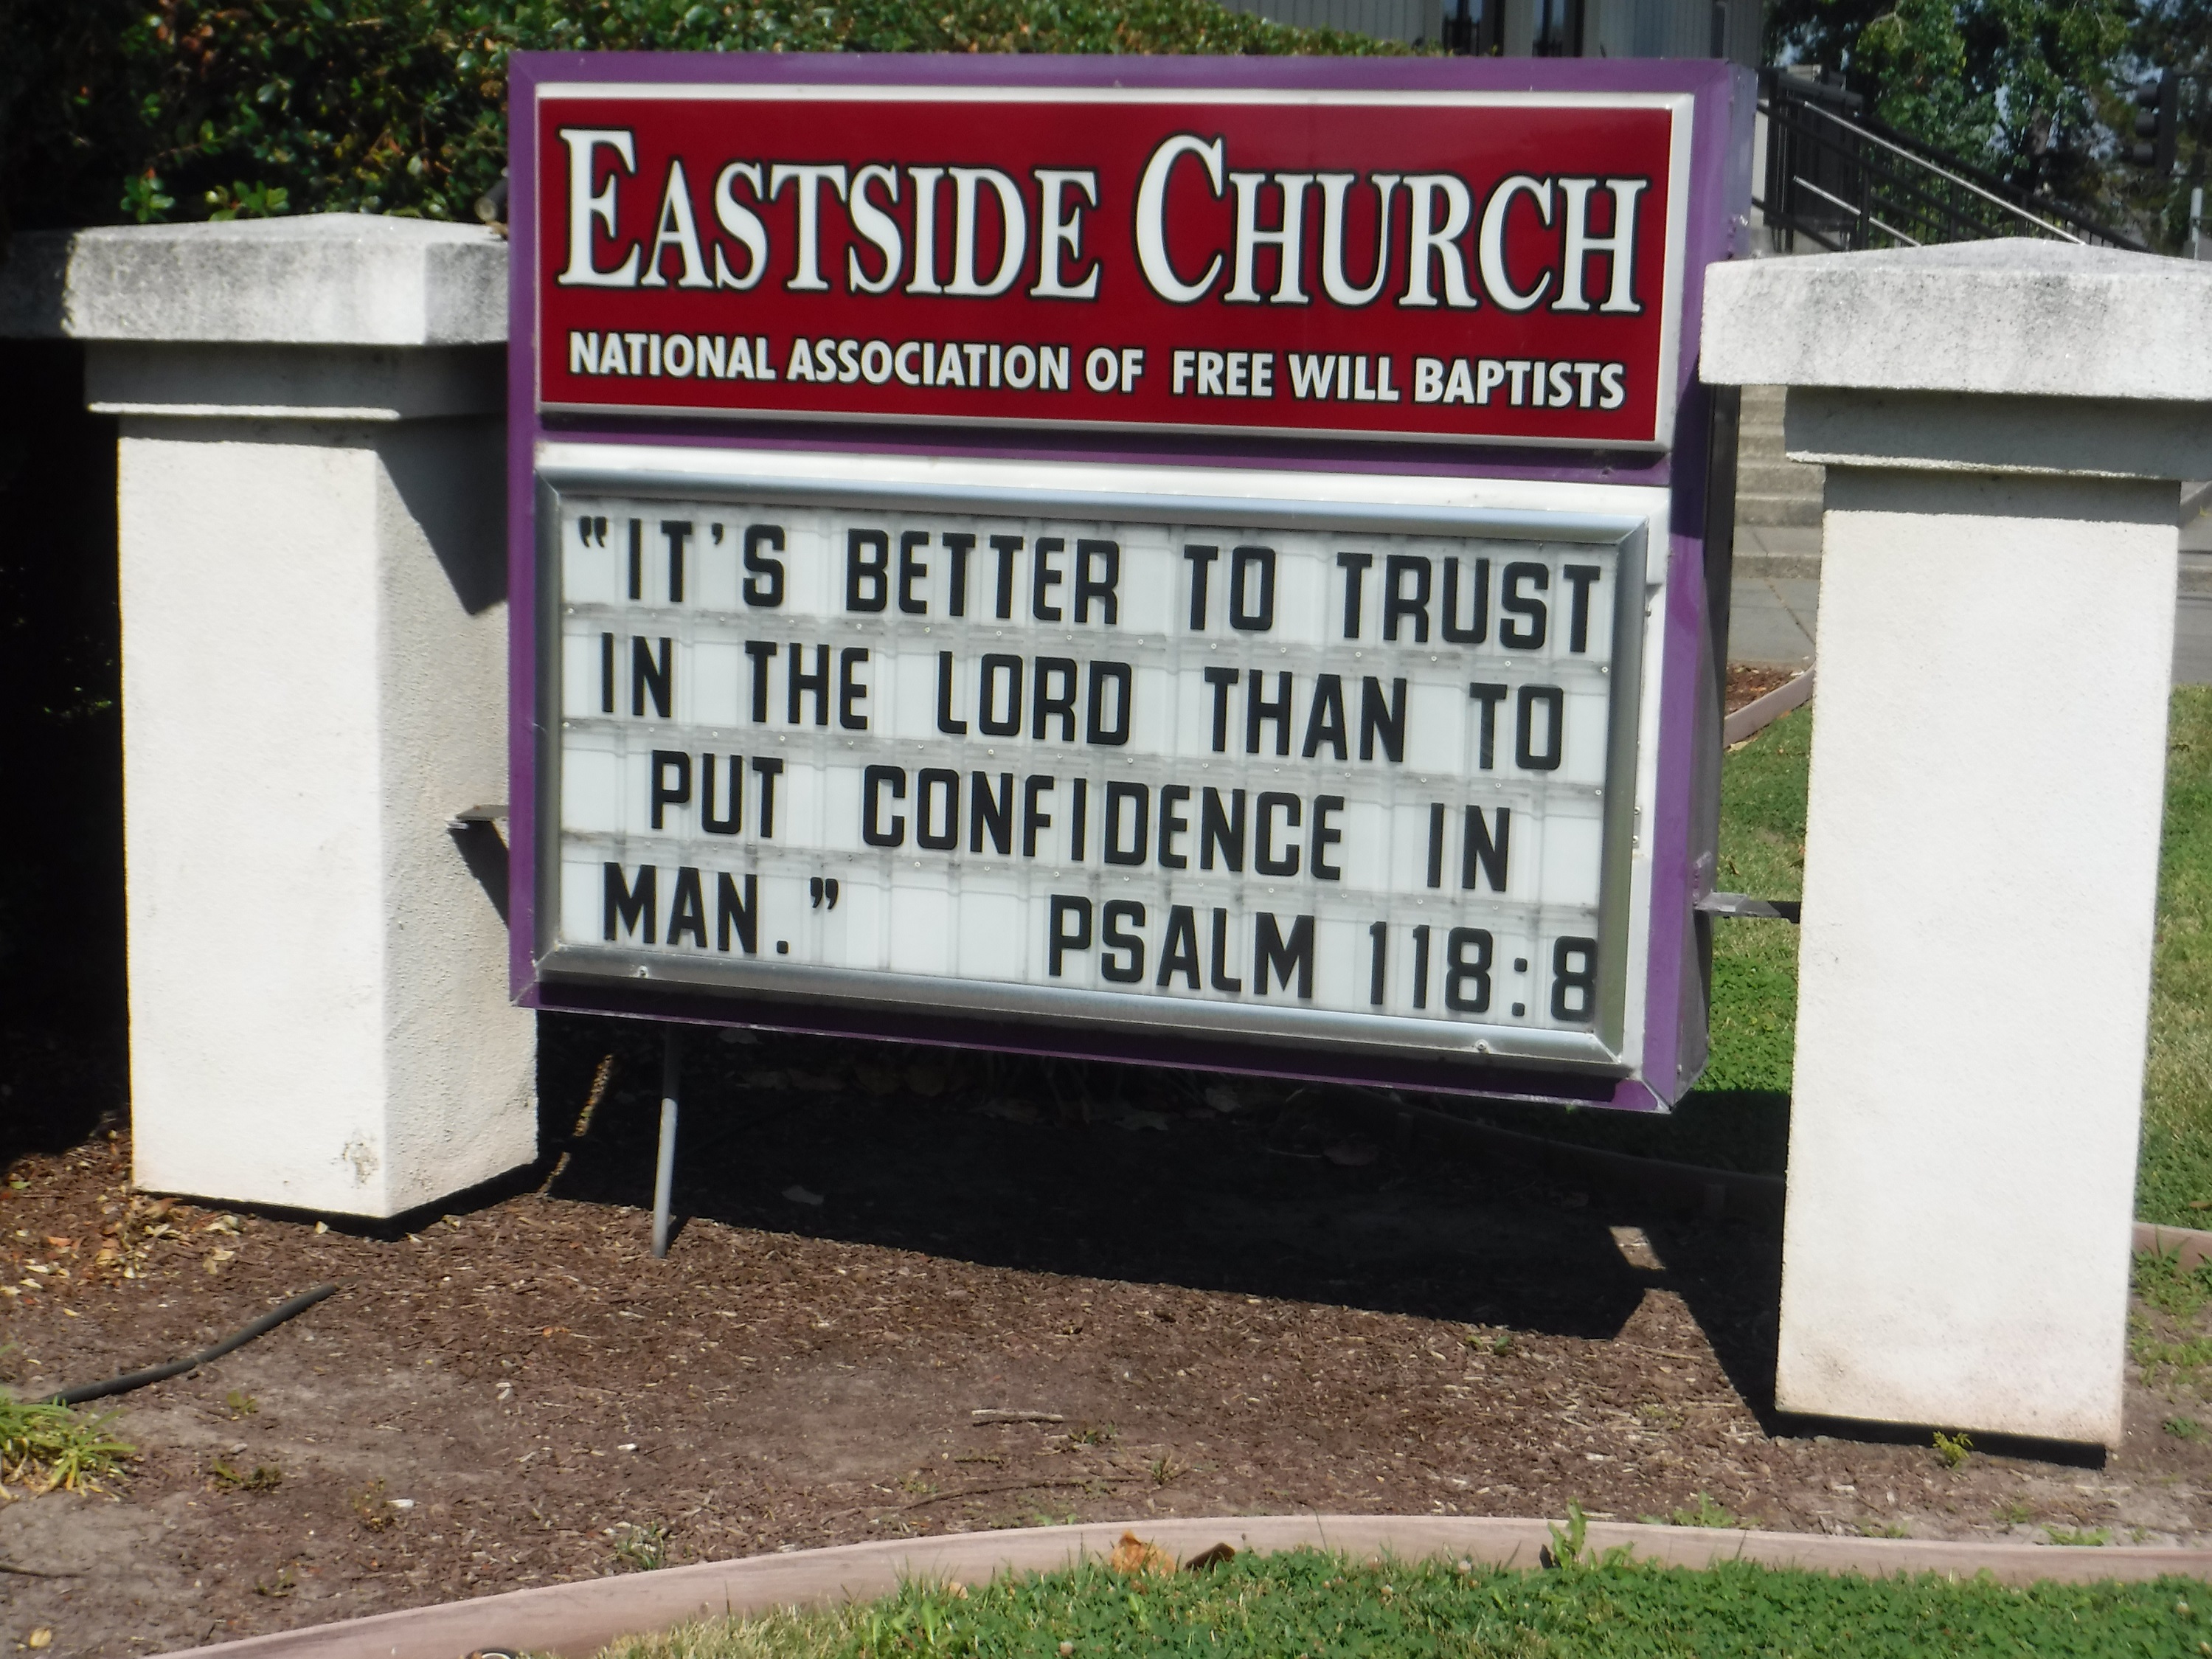 EASTSIDE CHURCH
NATIONAL ASSOCIATION OF FREE WILL BAPTISTS
"IT'S BETTER TO TRUST
IN THE LORD THAN TO
PUT CONFIDENCE IN
MAN." PSALM 118:8